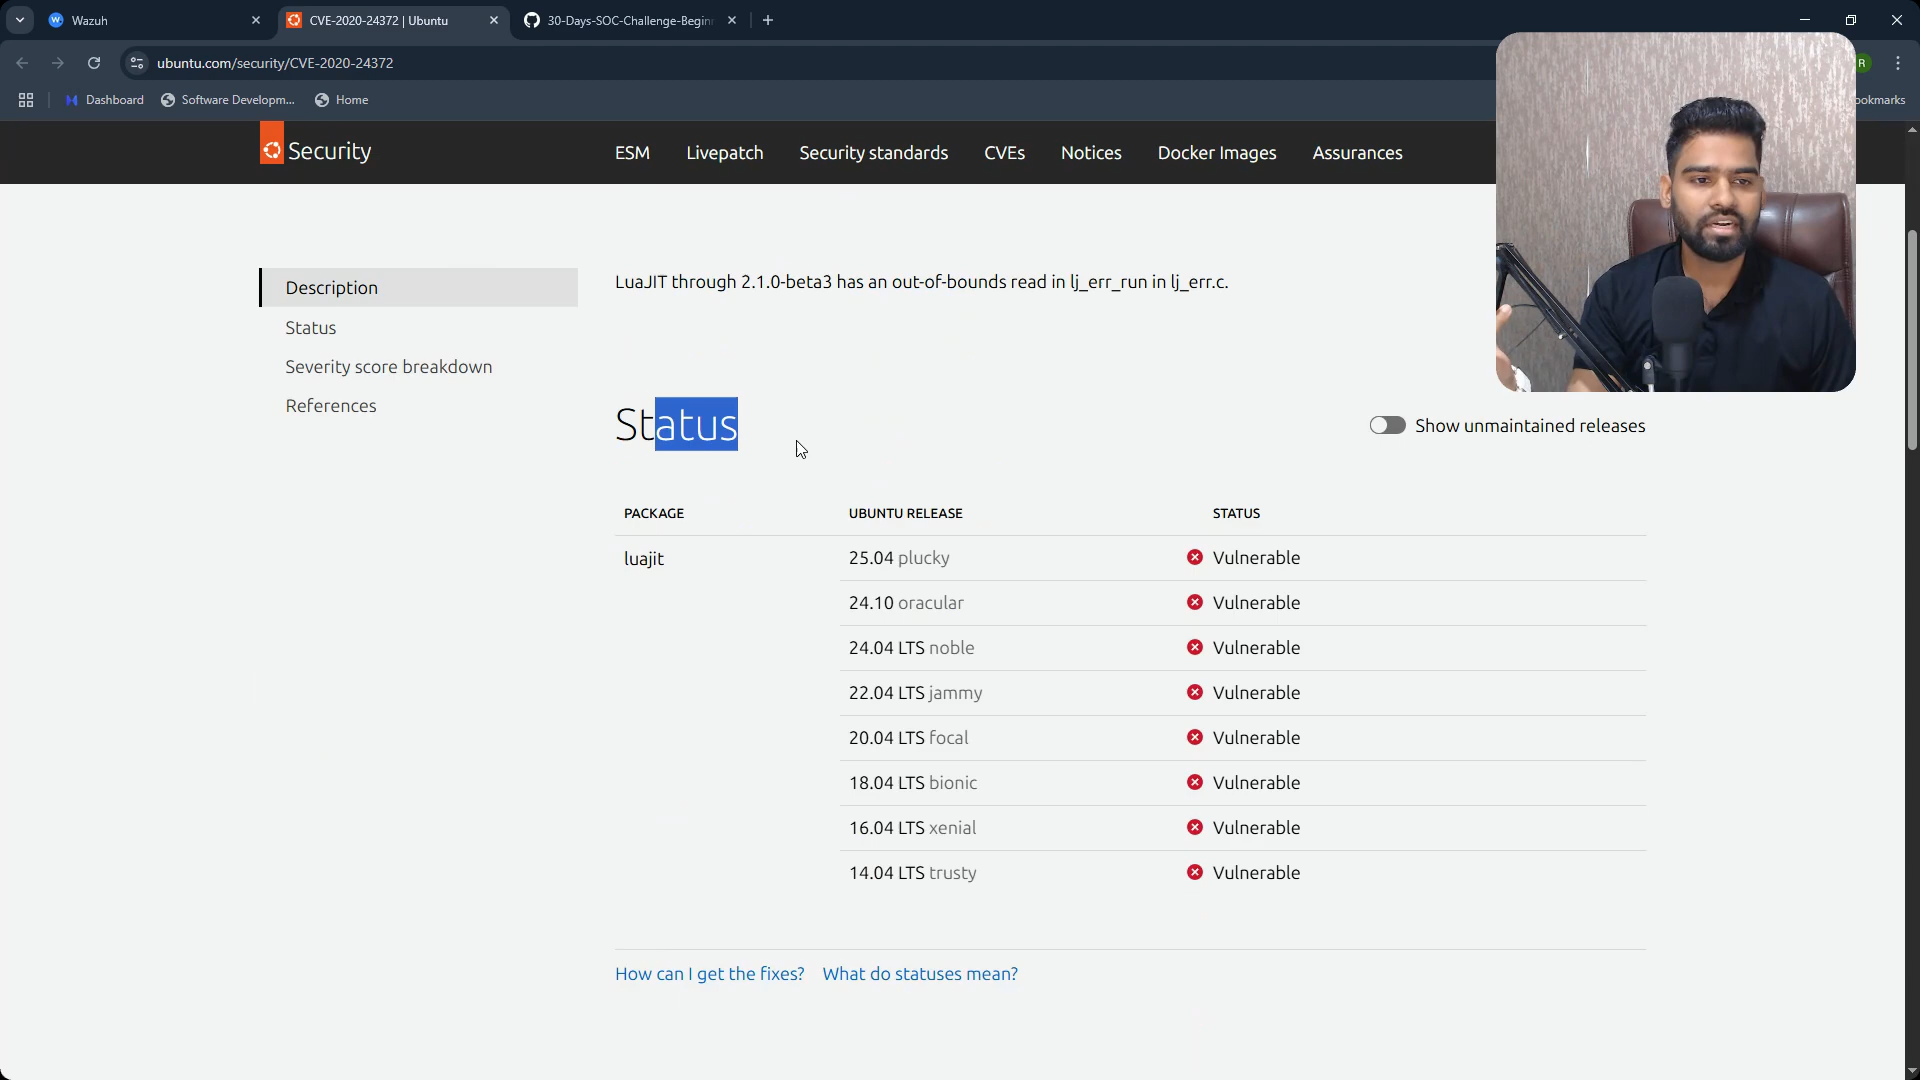 Wazuh
CVE-2020-24372 | Ubuntu
30-Days-SOC-Challenge-Begin
ubuntu.com/security/CVE-2020-24372
R
Dashboard
Software Developm...
Home
ookmarks
Security
ESM
Livepatch
Security standards
CVEs
Notices
Docker Images
Assurances
Description
Status
Severity score breakdown
References
LuaJIT through 2.1.0-beta3 has an out-of-bounds read in lj_err_run in lj_err.c.
Status
Show unmaintained releases
PACKAGE UBUNTU RELEASE STATUS
luajit 25.04 plucky Vulnerable
24.10 oracular Vulnerable
24.04 LTS noble Vulnerable
22.04 LTS jammy Vulnerable
20.04 LTS focal Vulnerable
18.04 LTS bionic Vulnerable
16.04 LTS xenial Vulnerable
14.04 LTS trusty Vulnerable
How can I get the fixes? What do statuses mean?